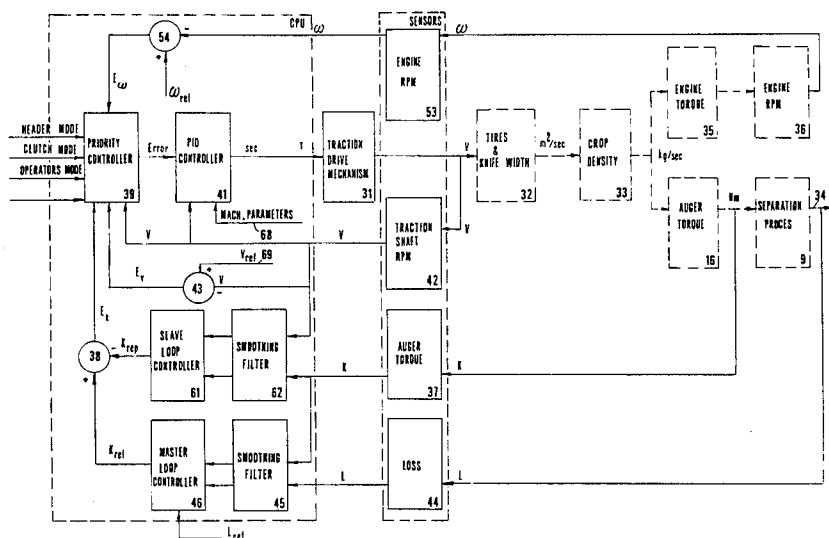 CPU
SENSORS
54
-
+
ω
ω
E_ω
ω_ref
ENGINE
RPM
53
ENGINE
TORQUE
35
ENGINE
RPM
36
HEADER MODE
CLUTCH MODE
OPERATORS MODE
PRIORITY
CONTROLLER
39
Error
PID
CONTROLLER
41
sec
TRACTION
DRIVE
MECHANISM
31
V
TIRES
&
KNIFE WIDTH
32
m²/sec
CROP
DENSITY
33
kg/sec
MACH. PARAMETERS
68
V
V
TRACTION
SHAFT
RPM
42
V
AUGER
TORQUE
16
Nm
SEPARATION
PROCES
9
34
V_ref
69
E_v
43
+
-
V
38
-
+
K_rep
SLAVE
LOOP
CONTROLLER
61
SMOOTKING
FILTER
62
K
AUGER
TORQUE
37
K
K_ref
MASTER
LOOP
CONTROLLER
46
SMOOTKING
FILTER
45
L
LOSS
44
L
L_ref